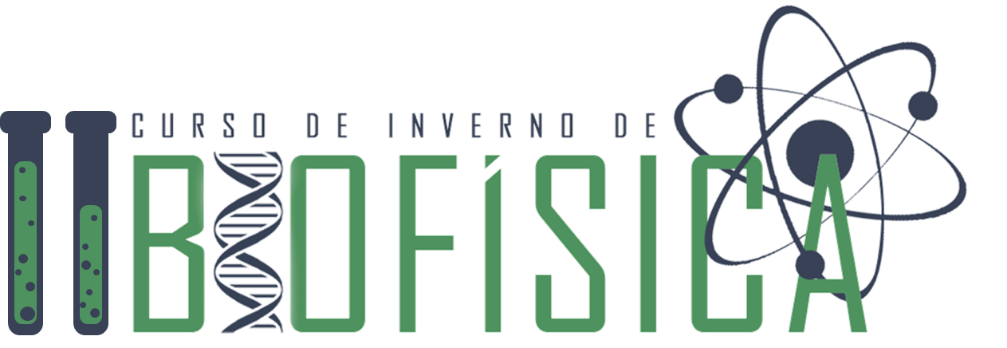 II CURSO DE INVERNO DE
BIOFÍSICA